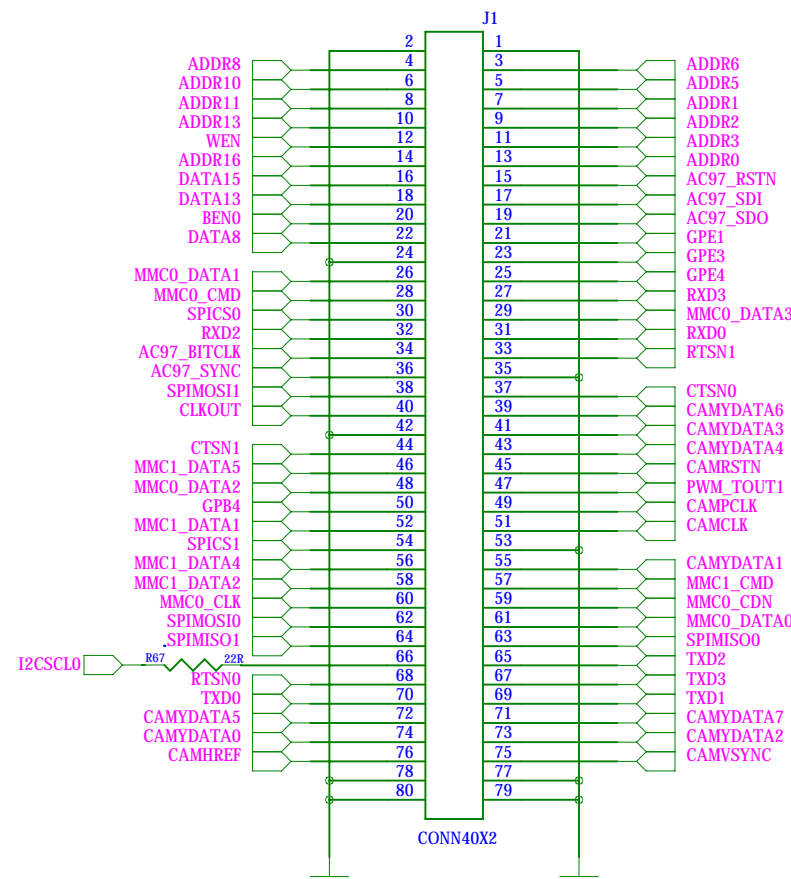 J1
2 1
ADDR8 4 3 ADDR6
ADDR10 6 5 ADDR5
ADDR11 8 7 ADDR1
ADDR13 10 9 ADDR2
WEN 12 11 ADDR3
ADDR16 14 13 ADDR0
DATA15 16 15 AC97_RSTN
DATA13 18 17 AC97_SDI
BEN0 20 19 AC97_SDO
DATA8 22 21 GPE1
24 23 GPE3
MMC0_DATA1 26 25 GPE4
MMC0_CMD 28 27 RXD3
SPICS0 30 29 MMC0_DATA3
RXD2 32 31 RXD0
AC97_BITCLK 34 33 RTSN1
AC97_SYNC 36 35
SPIMOSI1 38 37 CTSN0
CLKOUT 40 39 CAMYDATA6
42 41 CAMYDATA3
CTSN1 44 43 CAMYDATA4
MMC1_DATA5 46 45 CAMRSTN
MMC0_DATA2 48 47 PWM_TOUT1
GPB4 50 49 CAMPCLK
MMC1_DATA1 52 51 CAMCLK
SPICS1 54 53
MMC1_DATA4 56 55 CAMYDATA1
MMC1_DATA2 58 57 MMC1_CMD
MMC0_CLK 60 59 MMC0_CDN
SPIMOSI0 62 61 MMC0_DATA0
SPIMISO1 64 63 SPIMISO0
I2CSCL0 R67 22R 66 65 TXD2
RTSN0 68 67 TXD3
TXD0 70 69 TXD1
CAMYDATA5 72 71 CAMYDATA7
CAMYDATA0 74 73 CAMYDATA2
CAMHREF 76 75 CAMVSYNC
78 77
80 79
CONN40X2